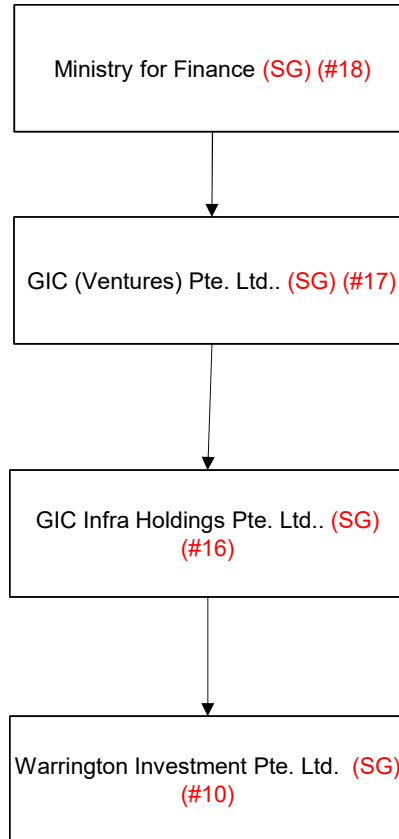 Ministry for Finance (SG) (#18)
GIC (Ventures) Pte. Ltd.. (SG) (#17)
GIC Infra Holdings Pte. Ltd.. (SG)
(#16)
Warrington Investment Pte. Ltd. (SG)
(#10)